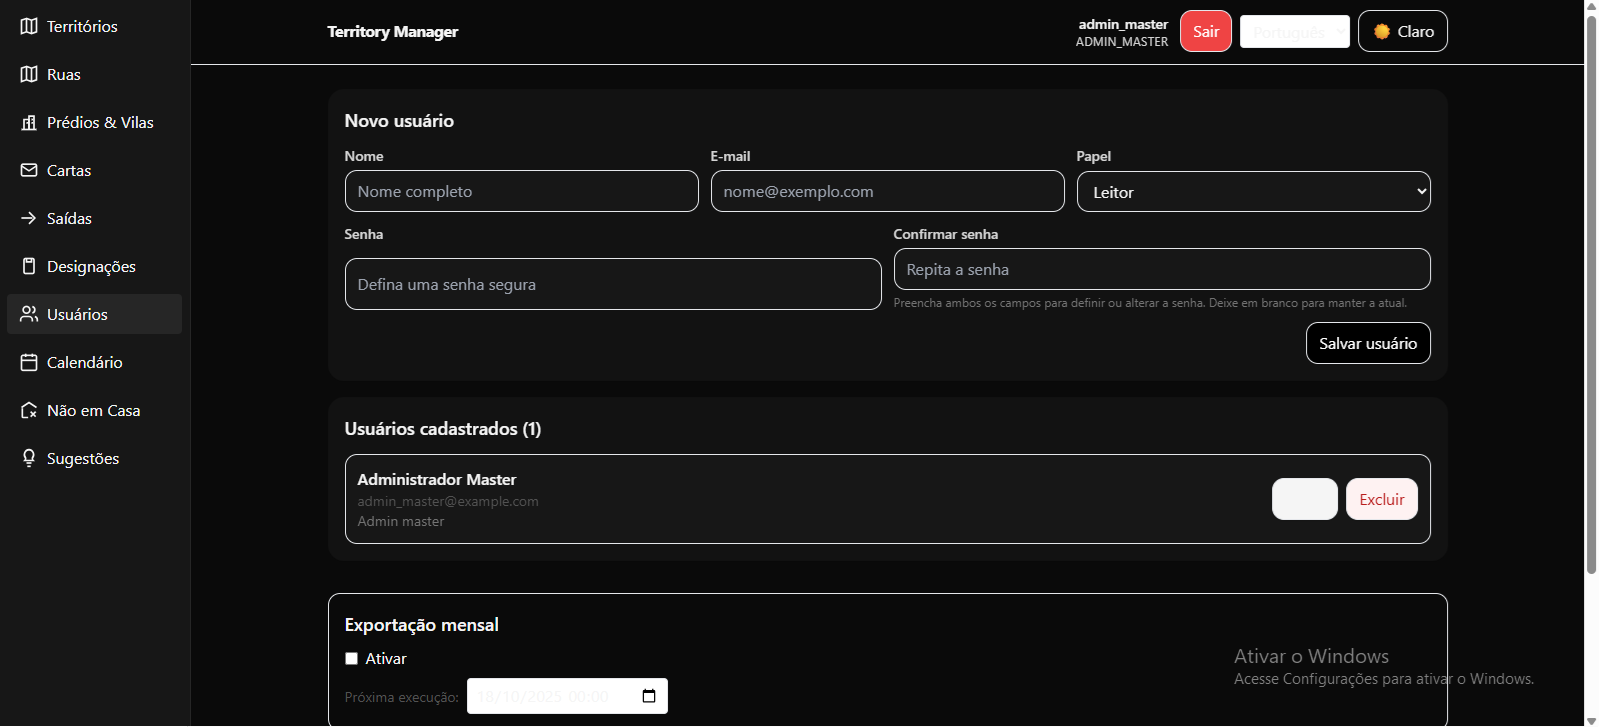 Territórios
Ruas
Prédios & Vilas
Cartas
Saídas
Designações
Usuários
Calendário
Não em Casa
Sugestões
Territory Manager
admin_master
ADMIN_MASTER
Sair
Português
Claro
Novo usuário
Nome
E-mail
Papel
Nome completo
nome@exemplo.com
Leitor
Senha
Confirmar senha
Defina uma senha segura
Repita a senha
Preencha ambos os campos para definir ou alterar a senha. Deixe em branco para manter a atual.
Salvar usuário
Usuários cadastrados (1)
Administrador Master
admin_master@example.com
Admin master
Excluir
Exportação mensal
Ativar
Próxima execução:
18/10/2025 00:00
Ativar o Windows
Acesse Configurações para ativar o Windows.